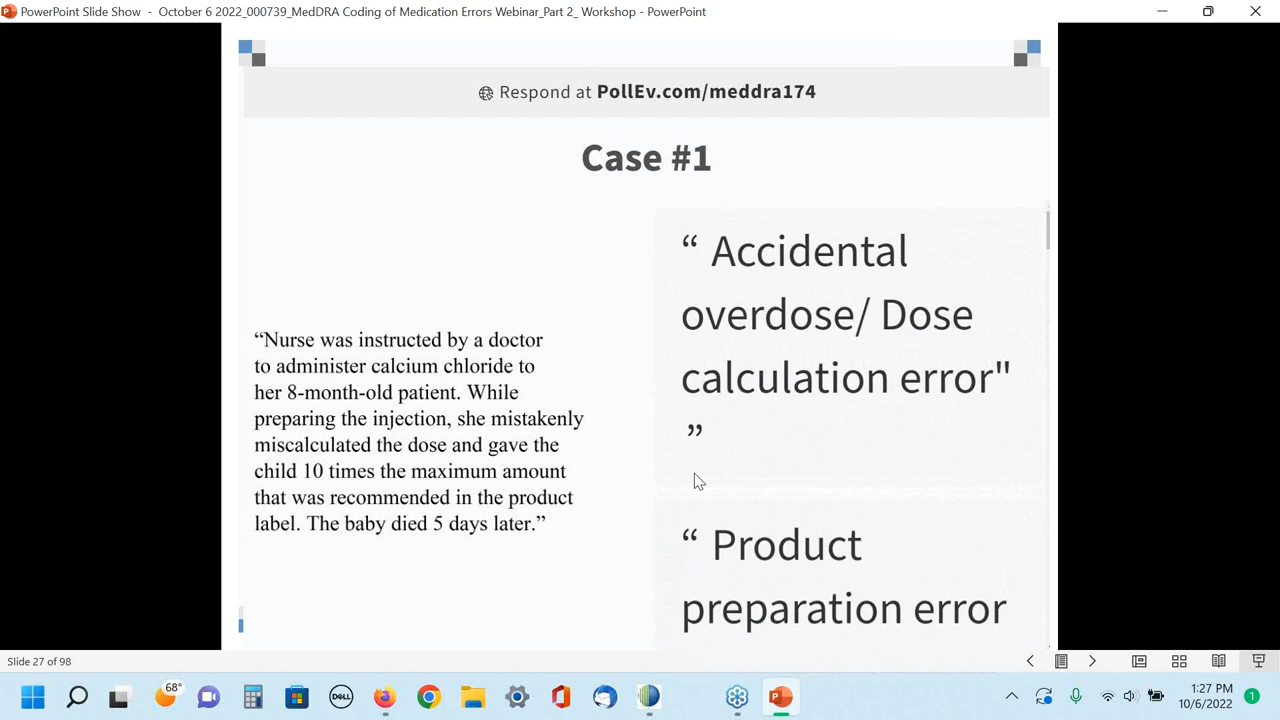 PowerPoint Slide Show - October 6 2022_000739_MedDRA Coding of Medication Errors Webinar_Part 2_ Workshop - PowerPoint
Respond at PollEv.com/meddra174
Case #1
“Nurse was instructed by a doctor
to administer calcium chloride to
her 8-month-old patient. While
preparing the injection, she mistakenly
miscalculated the dose and gave the
child 10 times the maximum amount
that was recommended in the product
label. The baby died 5 days later.”
“ Accidental
overdose/ Dose
calculation error"
”
“ Product
preparation error
Slide 27 of 98
68°
DELL
1:27 PM
10/6/2022
1